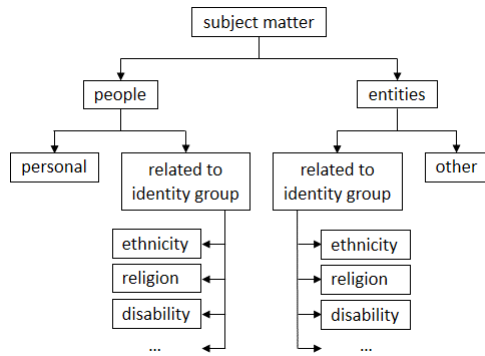 subject matter
people
entities
personal
related to
identity group
related to
identity group
other
ethnicity
ethnicity
religion
religion
disability
disability
...
...